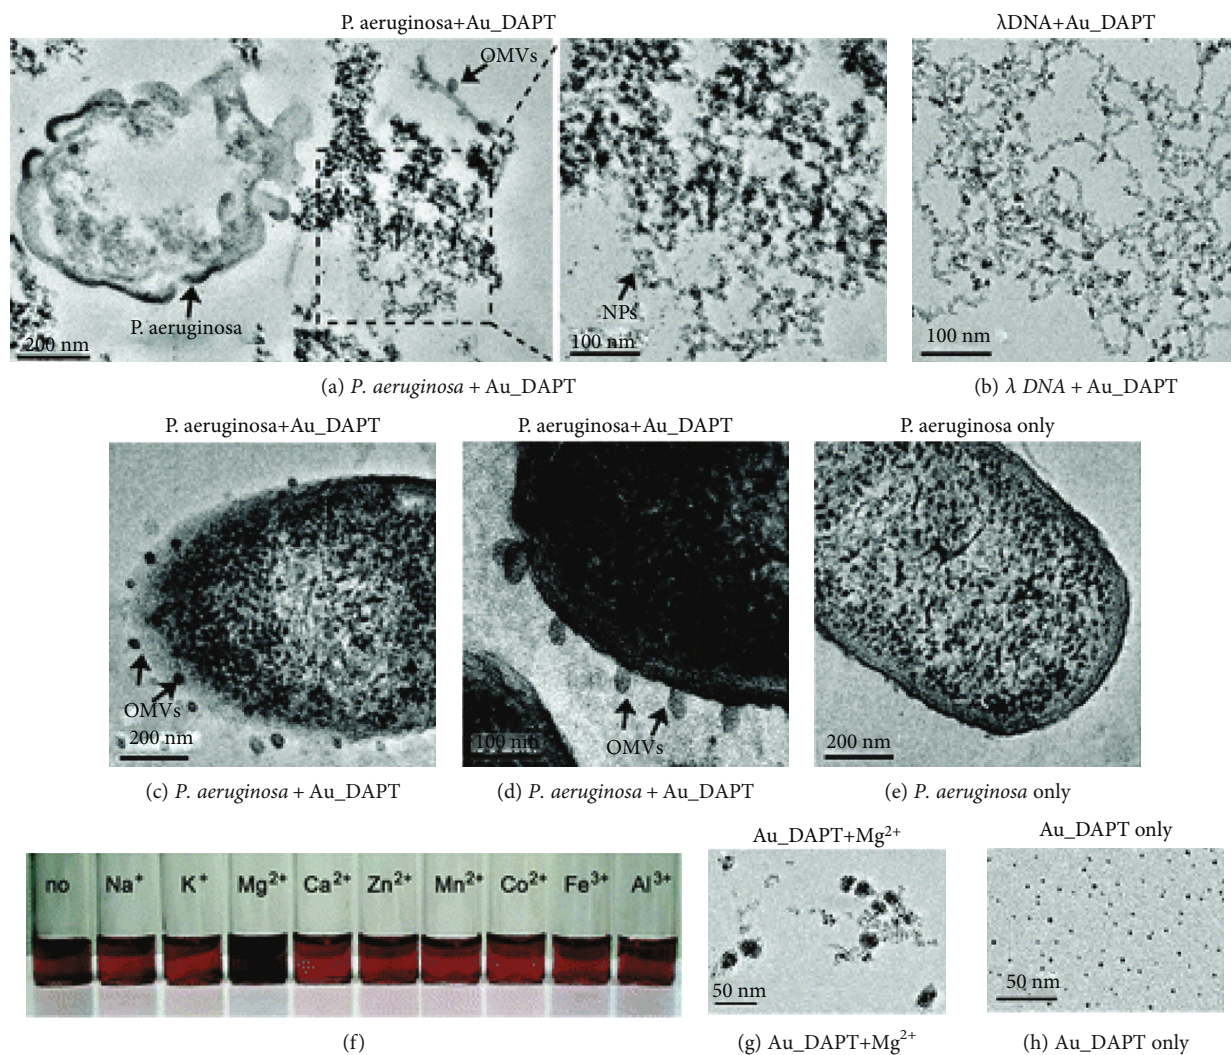 P. aeruginosa+Au_DAPT
λDNA+Au_DAPT
OMVs
P. aeruginosa
200 nm
NPs
100 nm
100 nm
(a) P. aeruginosa + Au_DAPT
(b) λ DNA + Au_DAPT
P. aeruginosa+Au_DAPT
P. aeruginosa+Au_DAPT
P. aeruginosa only
OMVs
200 nm
100 nm
OMVs
200 nm
(c) P. aeruginosa + Au_DAPT
(d) P. aeruginosa + Au_DAPT
(e) P. aeruginosa only
Au_DAPT+Mg²⁺
Au_DAPT only
no Na⁺ K⁺ Mg²⁺ Ca²⁺ Zn²⁺ Mn²⁺ Co²⁺ Fe³⁺ Al³⁺
50 nm
50 nm
(f)
(g) Au_DAPT+Mg²⁺
(h) Au_DAPT only